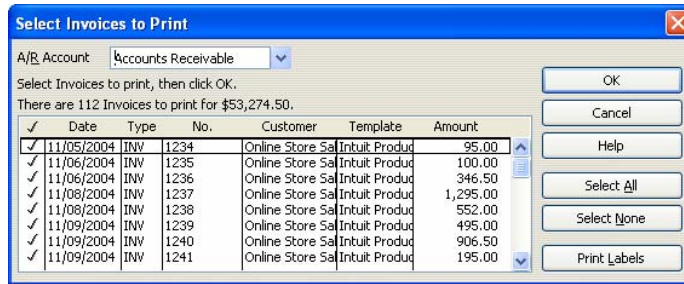 Select Invoices to Print
A/R Account Accounts Receivable
Select Invoices to print, then click OK.
There are 112 Invoices to print for $53,274.50.
✓ Date Type No. Customer Template Amount
✓ 11/05/2004 INV 1234 Online Store Sal Intuit Produc 95.00
✓ 11/06/2004 INV 1235 Online Store Sal Intuit Produc 100.00
✓ 11/06/2004 INV 1236 Online Store Sal Intuit Produc 346.50
✓ 11/08/2004 INV 1237 Online Store Sal Intuit Produc 1,295.00
✓ 11/08/2004 INV 1238 Online Store Sal Intuit Produc 552.00
✓ 11/09/2004 INV 1239 Online Store Sal Intuit Produc 495.00
✓ 11/09/2004 INV 1240 Online Store Sal Intuit Produc 906.50
✓ 11/09/2004 INV 1241 Online Store Sal Intuit Produc 195.00
OK
Cancel
Help
Select All
Select None
Print Labels